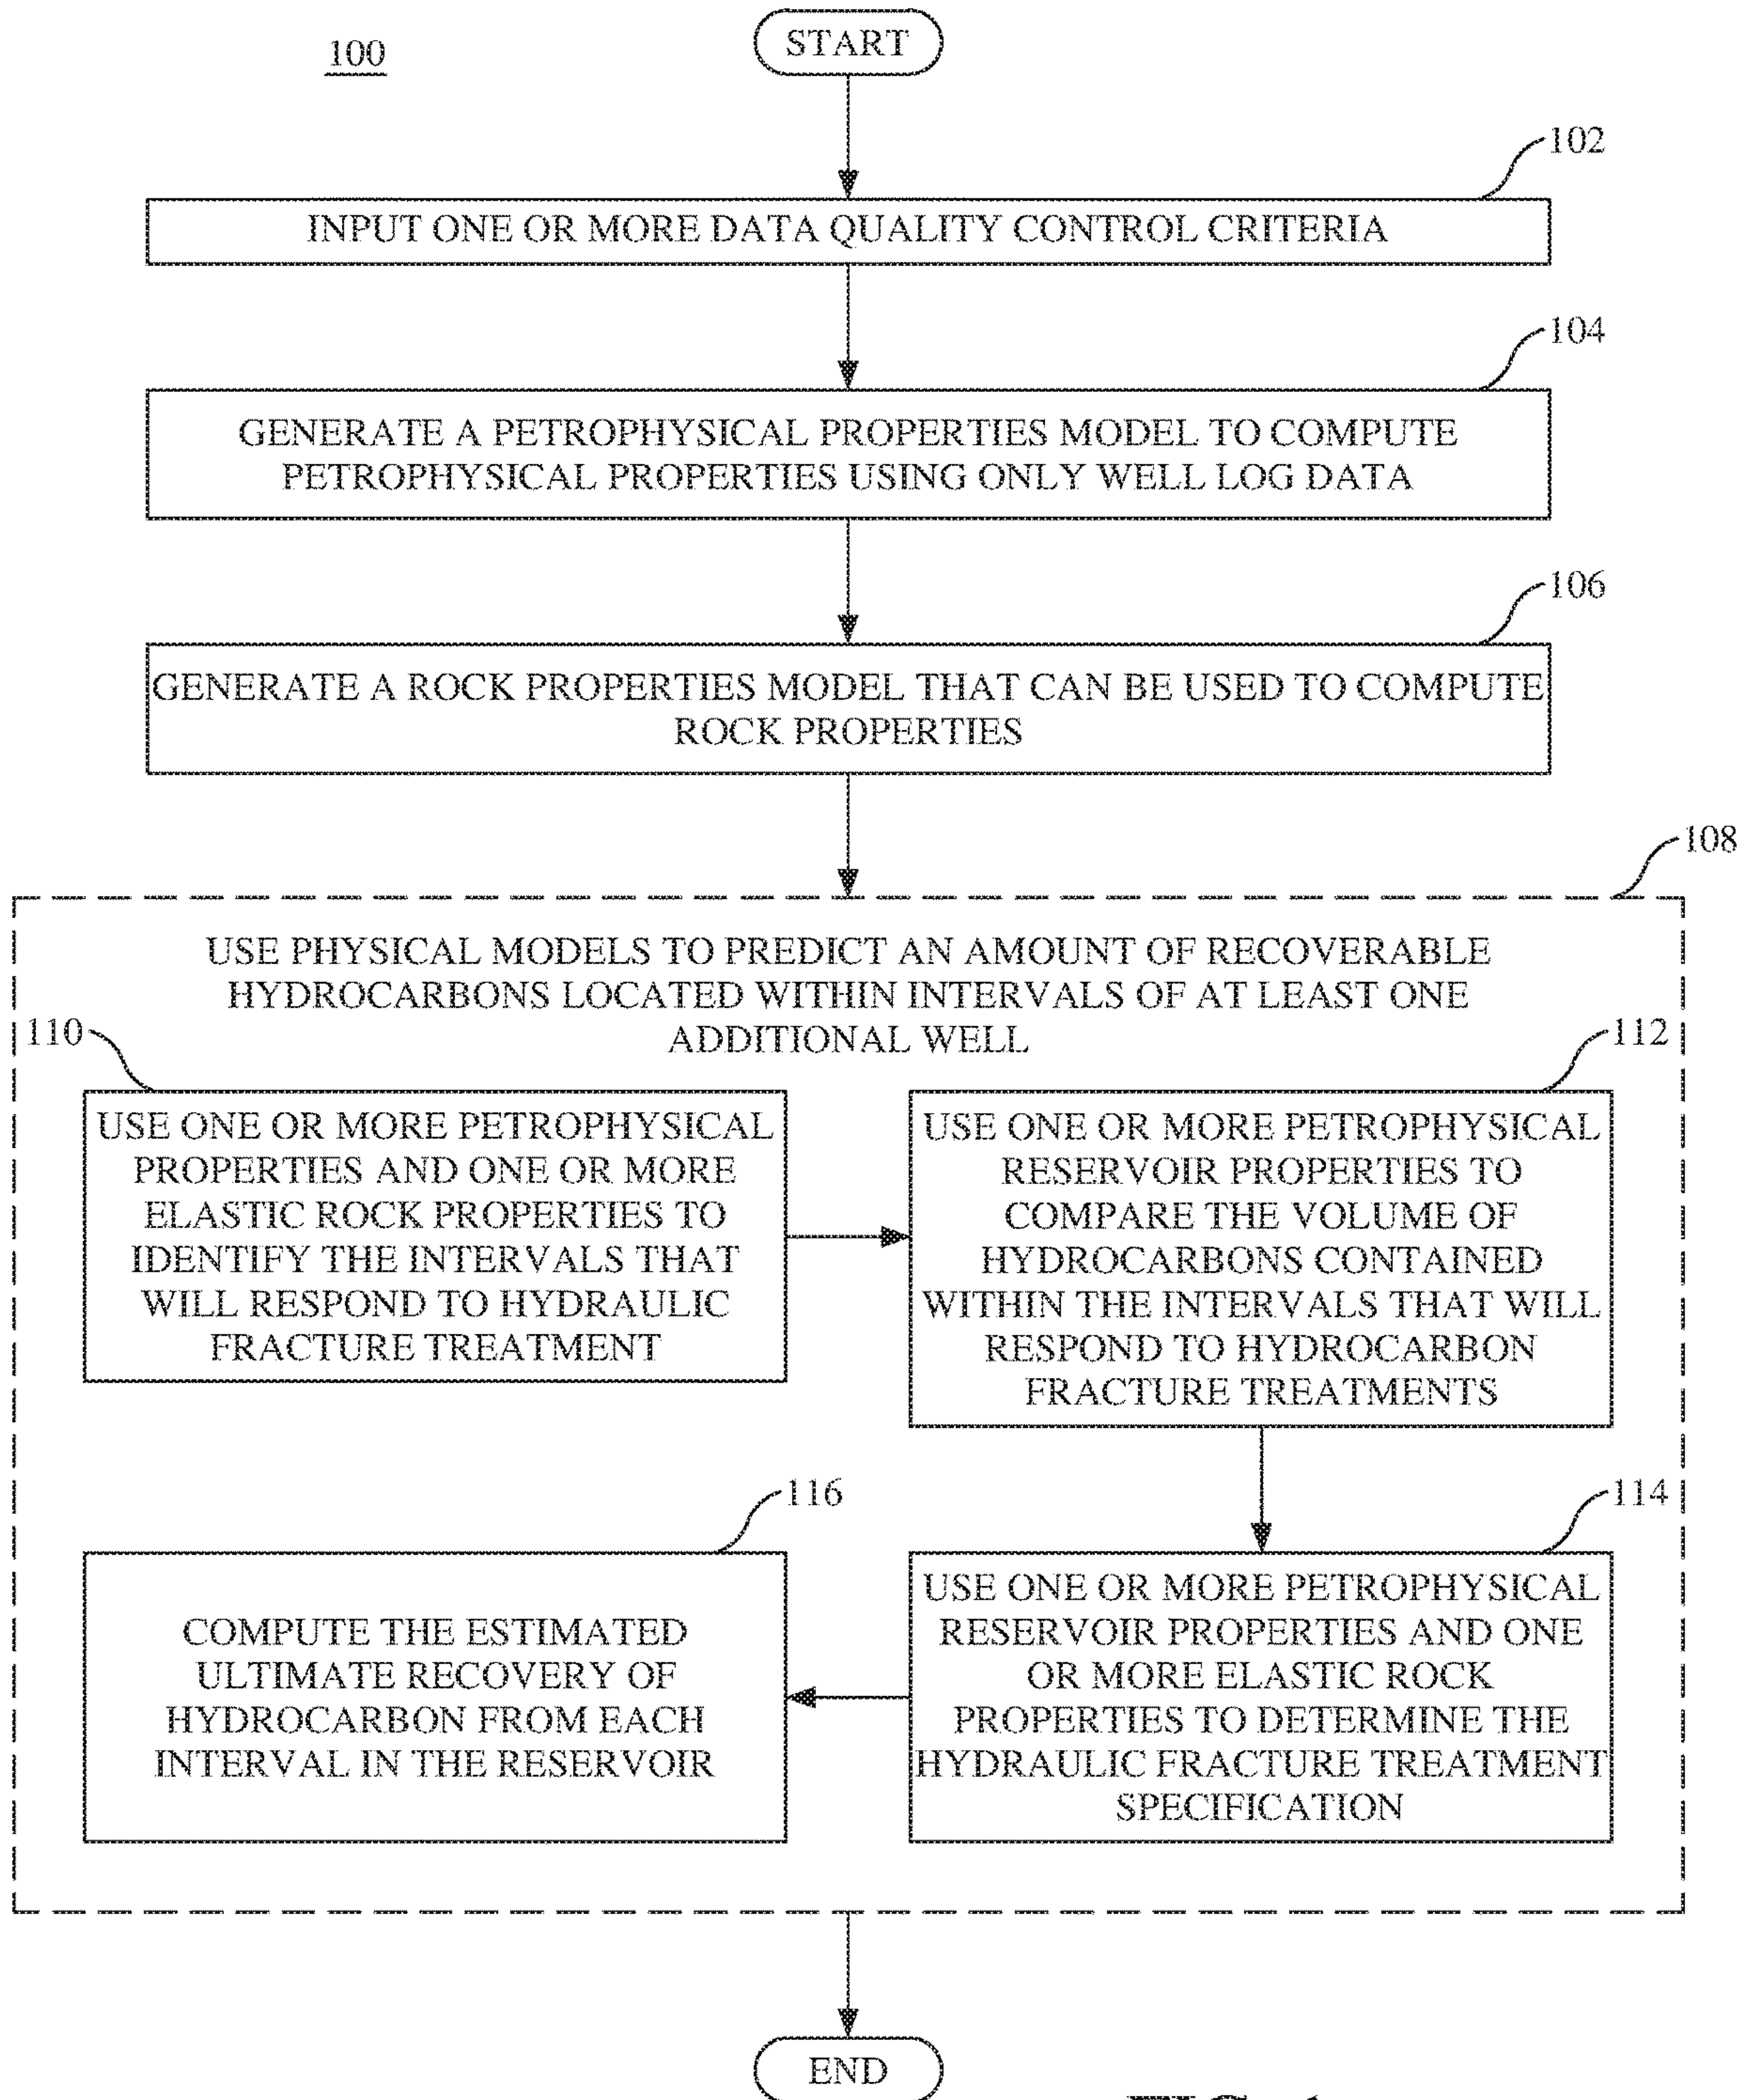 100
START
102
INPUT ONE OR MORE DATA QUALITY CONTROL CRITERIA
104
GENERATE A PETROPHYSICAL PROPERTIES MODEL TO COMPUTE
PETROPHYSICAL PROPERTIES USING ONLY WELL LOG DATA
106
GENERATE A ROCK PROPERTIES MODEL THAT CAN BE USED TO COMPUTE
ROCK PROPERTIES
108
USE PHYSICAL MODELS TO PREDICT AN AMOUNT OF RECOVERABLE
HYDROCARBONS LOCATED WITHIN INTERVALS OF AT LEAST ONE
ADDITIONAL WELL
110
USE ONE OR MORE PETROPHYSICAL
PROPERTIES AND ONE OR MORE
ELASTIC ROCK PROPERTIES TO
IDENTIFY THE INTERVALS THAT
WILL RESPOND TO HYDRAULIC
FRACTURE TREATMENT
112
USE ONE OR MORE PETROPHYSICAL
RESERVOIR PROPERTIES TO
COMPARE THE VOLUME OF
HYDROCARBONS CONTAINED
WITHIN THE INTERVALS THAT WILL
RESPOND TO HYDROCARBON
FRACTURE TREATMENTS
114
USE ONE OR MORE PETROPHYSICAL
RESERVOIR PROPERTIES AND ONE
OR MORE ELASTIC ROCK
PROPERTIES TO DETERMINE THE
HYDRAULIC FRACTURE TREATMENT
SPECIFICATION
116
COMPUTE THE ESTIMATED
ULTIMATE RECOVERY OF
HYDROCARBON FROM EACH
INTERVAL IN THE RESERVOIR
END